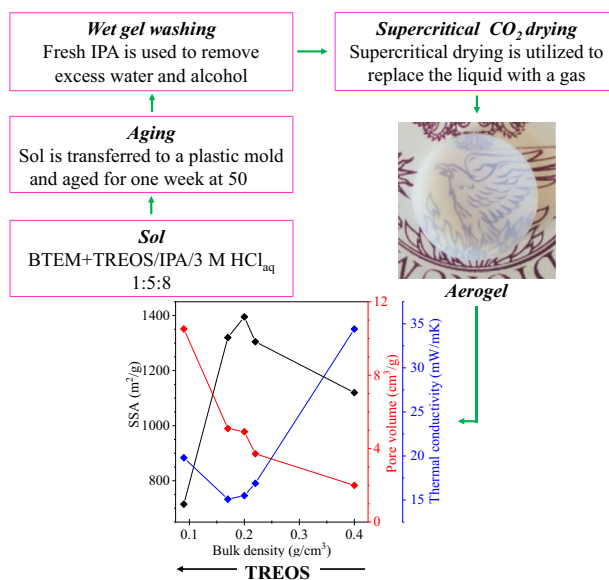 Wet gel washing
Fresh IPA is used to remove
excess water and alcohol
Supercritical CO2 drying
Supercritical drying is utilized to
replace the liquid with a gas
Aging
Sol is transferred to a plastic mold
and aged for one week at 50
Sol
BTEM+TREOS/IPA/3 M HClaq
1:5:8
Aerogel
1400
1200
1000
800
SSA (m²/g)
12
8
4
0
Pore volume (cm³/g)
35
30
25
20
15
Thermal conductivity (mW/mK)
0.1 0.2 0.3 0.4
Bulk density (g/cm³)
TREOS